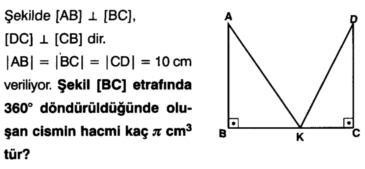 Şekilde [AB] ⊥ [BC],
[DC] ⊥ [CB] dir.
|AB| = |BC| = |CD| = 10 cm
veriliyor. Şekil [BC] etrafında
360° döndürüldüğünde olu-
şan cismin hacmi kaç π cm³
tür?
A D
B K C